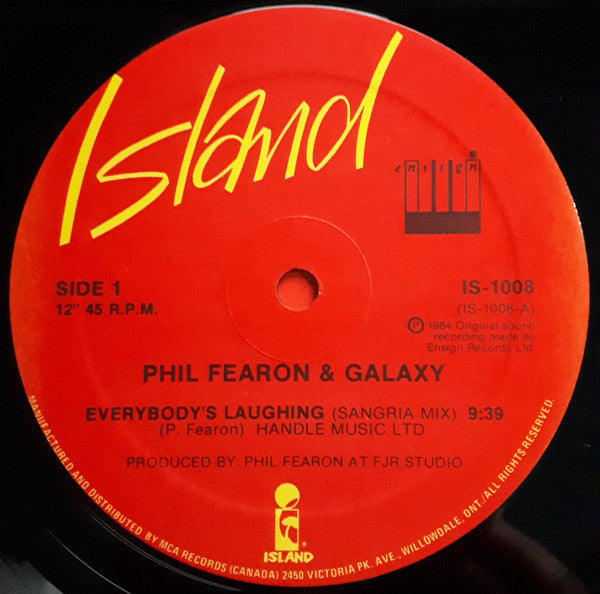 Island
ensign
SIDE 1
12" 45 R.P.M.
IS-1008
(IS-1008-A)
Ⓟ 1984 Original sound
recording made by
Ensign Records Ltd.
PHIL FEARON & GALAXY
EVERYBODY'S LAUGHING (SANGRIA MIX) 9:39
(P. Fearon) HANDLE MUSIC LTD.
PRODUCED BY: PHIL FEARON AT FJR STUDIO
ISLAND
MANUFACTURED AND DISTRIBUTED BY MCA RECORDS (CANADA) 2450 VICTORIA PK. AVE., WILLOWDALE, ONT./ALL RIGHTS RESERVED.